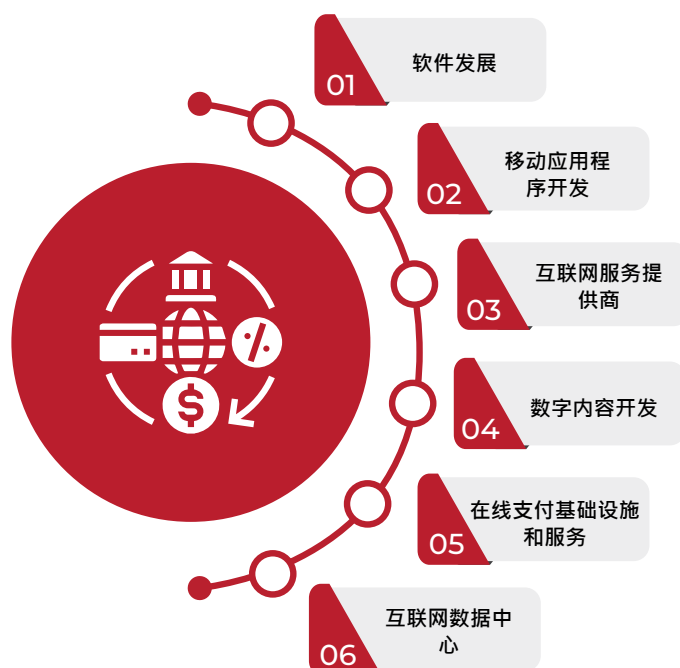 01
软件发展
02
移动应用程
序开发
03
互联网服务提
供商
04
数字内容开发
05
在线支付基础设施
和服务
06
互联网数据中
心
%
$